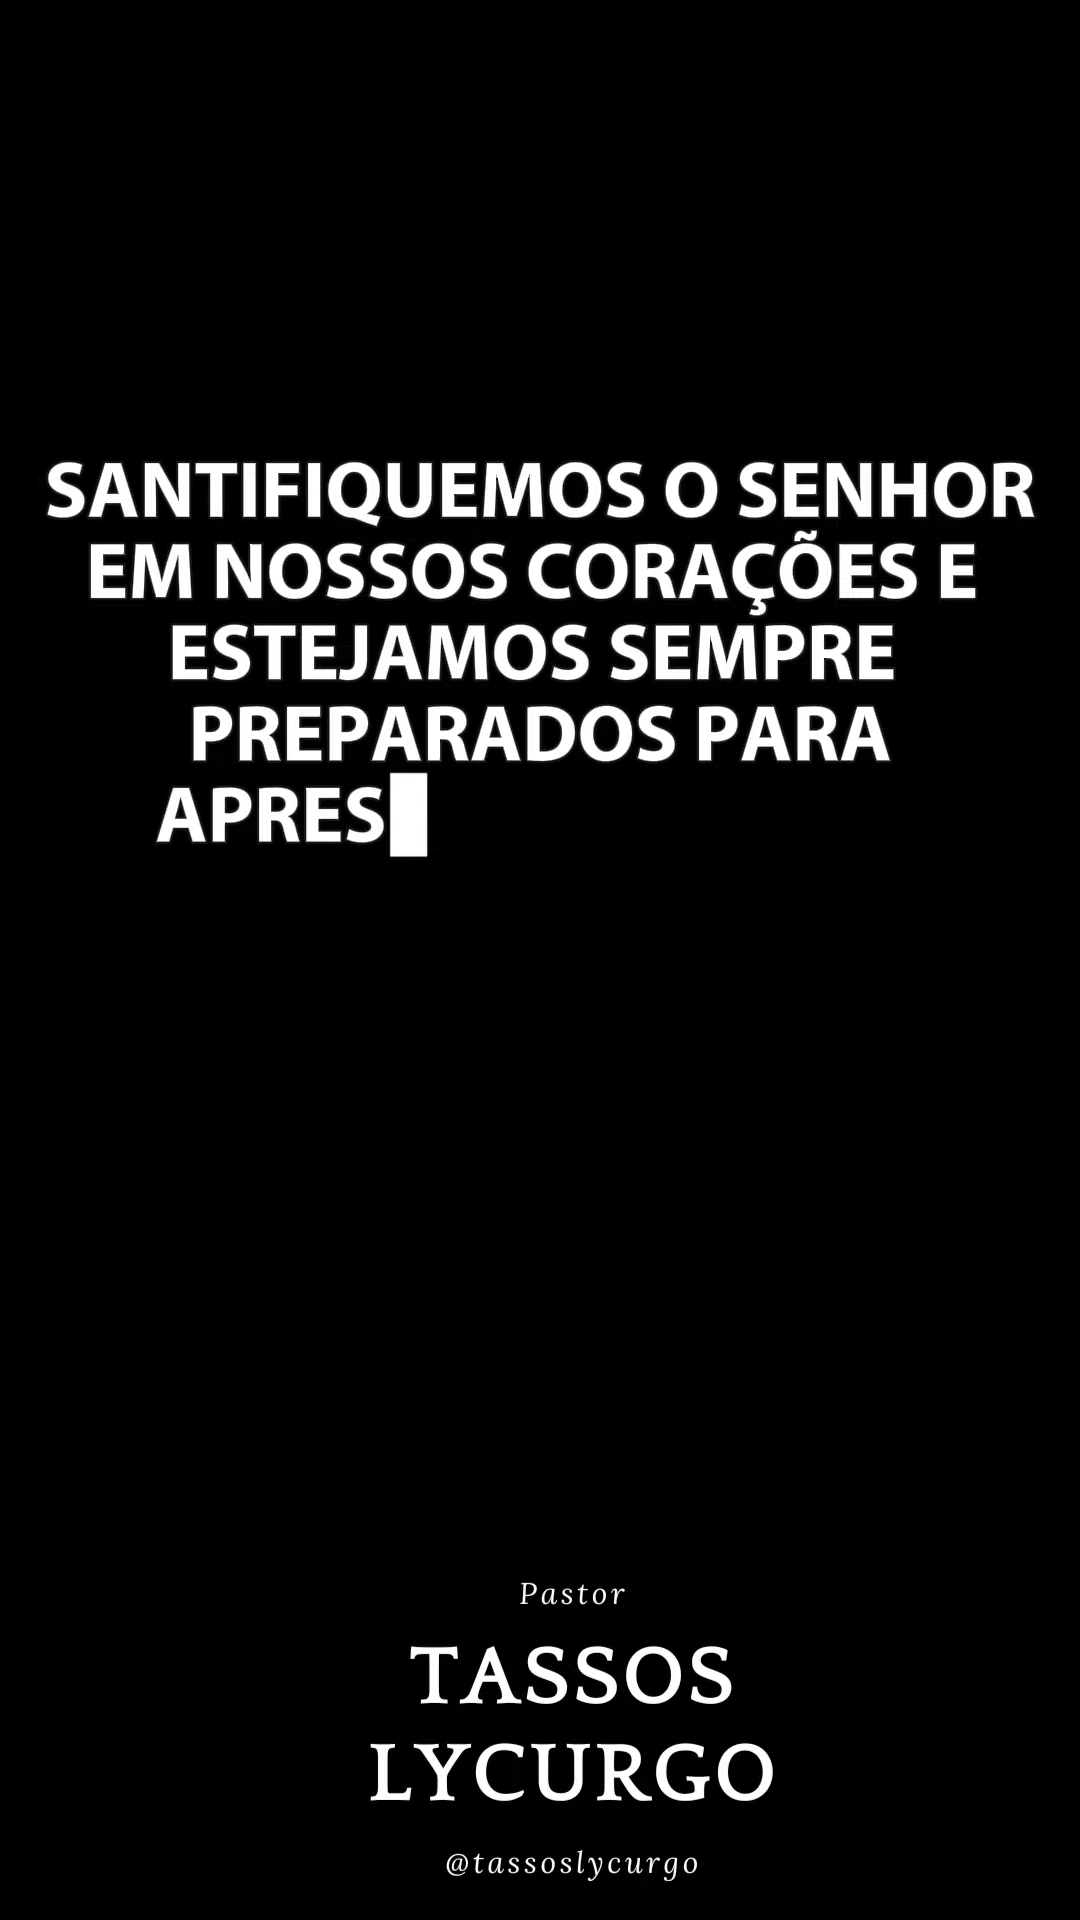 SANTIFIQUEMOS O SENHOR
EM NOSSOS CORAÇÕES E
ESTEJAMOS SEMPRE
PREPARADOS PARA
APRES
Pastor
TASSOS
LYCURGO
@tassoslycurgo